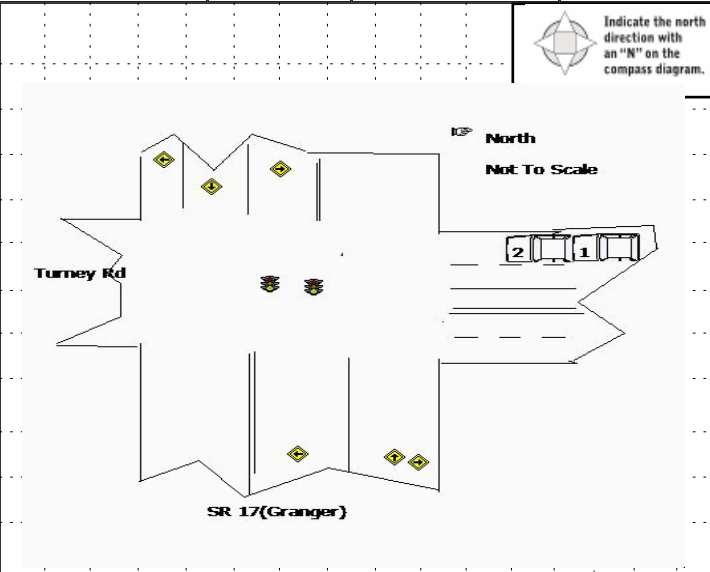 Indicate the north
direction with
an "N" on the
compass diagram.
North
Not To Scale
2 1
Turney Rd
SR 17{Granger}